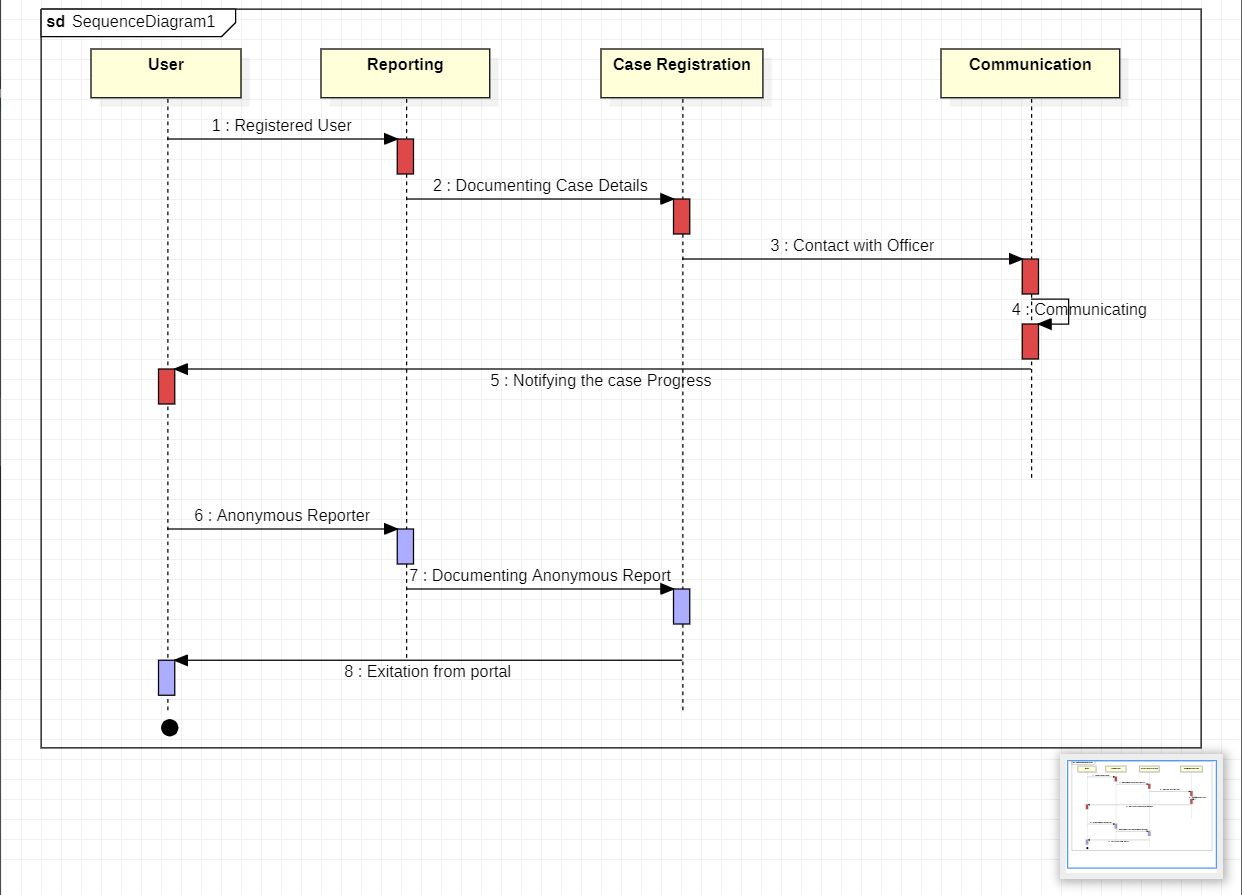 sd SequenceDiagram1
User
Reporting
Case Registration
Communication
1 : Registered User
2 : Documenting Case Details
3 : Contact with Officer
4 : Communicating
5 : Notifying the case Progress
6 : Anonymous Reporter
7 : Documenting Anonymous Report
8 : Exitation from portal